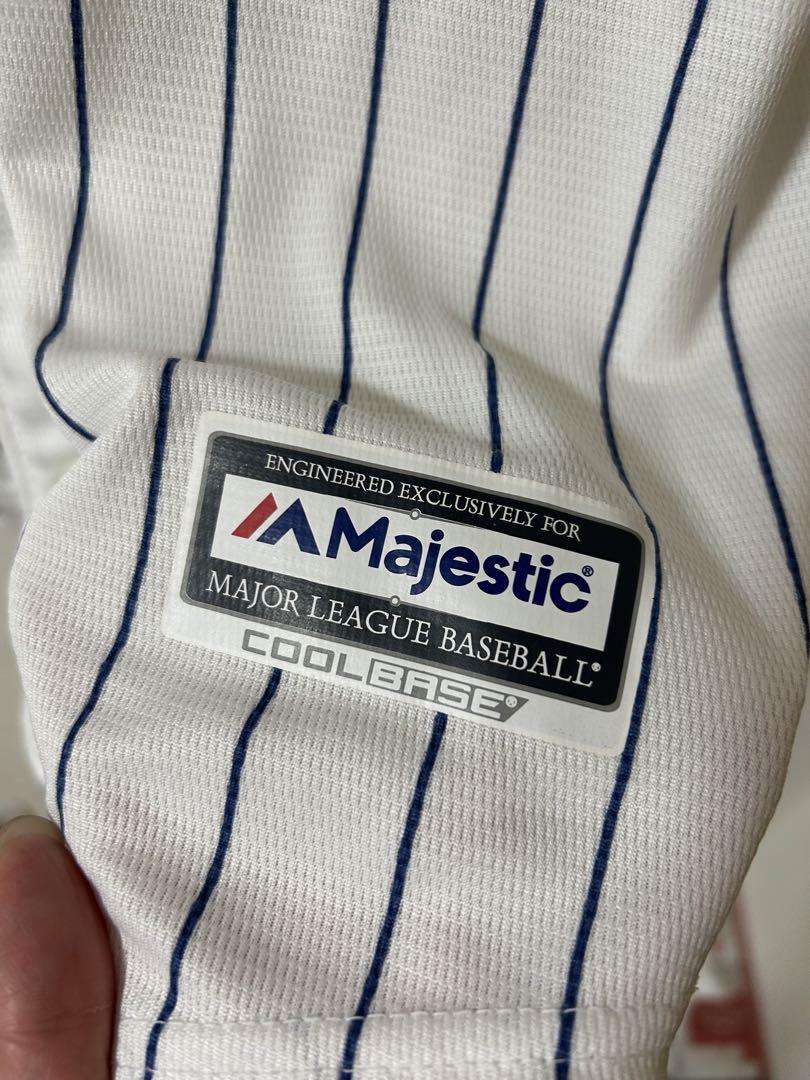 ENGINEERED EXCLUSIVELY FOR
Majestic®
MAJOR LEAGUE BASEBALL®
COOLBASE®